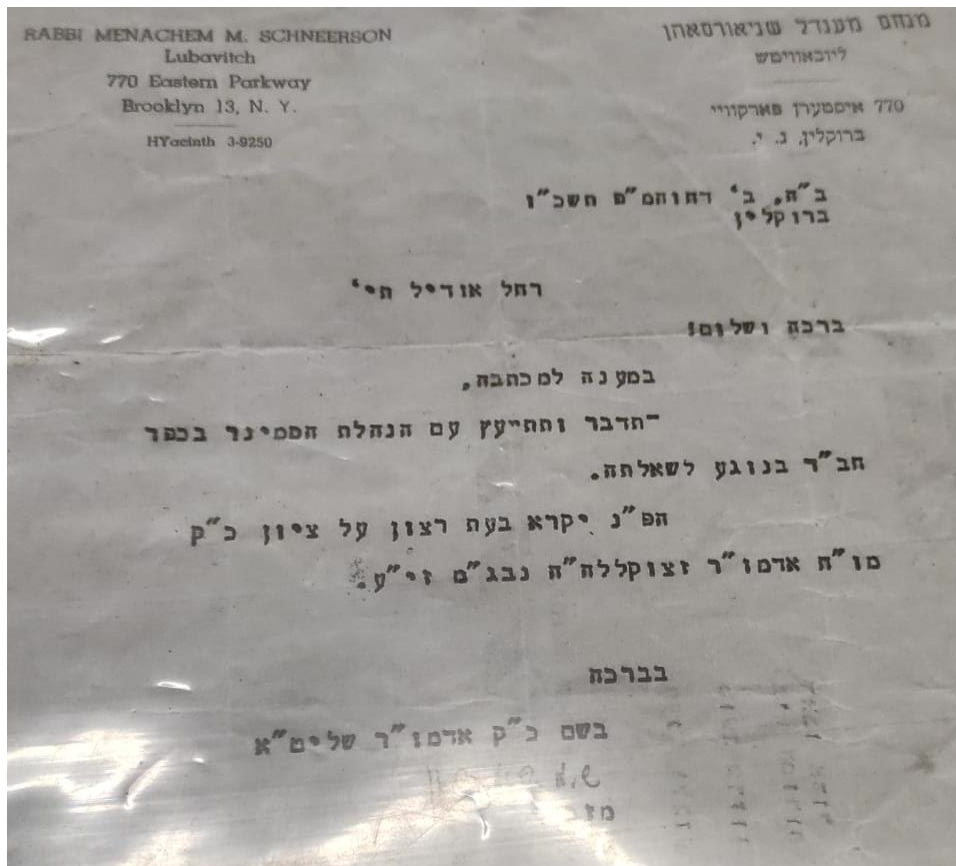 RABBI MENACHEM M. SCHNEERSON
Lubavitch
770 Eastern Parkway
Brooklyn 13, N. Y.
HYacinth 3-9250
מנחם מענדל שניאורסאהן
ליובאוויטש
770 איסטערן פארקוויי
ברוקלין, נ. י.
ב"ה, ב' דחוהמ"ס תשכ"ו
ברוקלין
רחל אודיל תי'
ברכה ושלום!
במענה למכתבה,
-תדבר ותתייעץ עם הנהלת הסמינר בכפר
חב"ד בנוגע לשאלתה.
הפ"נ יקרא בעת רצון על ציון כ"ק
מו"ח אדמו"ר זצוקללה"ה נבג"מ זי"ע.
בברכה
בשם כ"ק אדמו"ר שליט"א